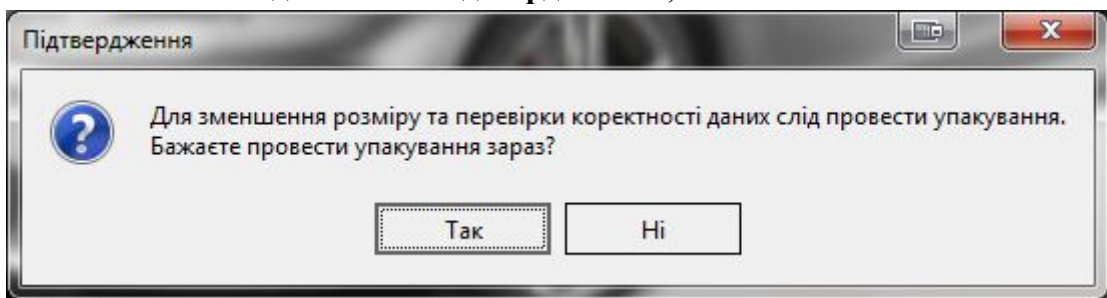 Підтвердження
Для зменшення розміру та перевірки коректності даних слід провести упакування.
Бажаєте провести упакування зараз?
Так
Ні